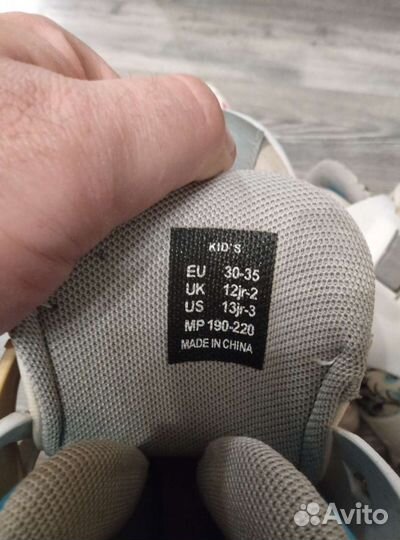 KID'S
EU 30-35
UK 12jr-2
US 13jr-3
MP 190-220
MADE IN CHINA
Avito